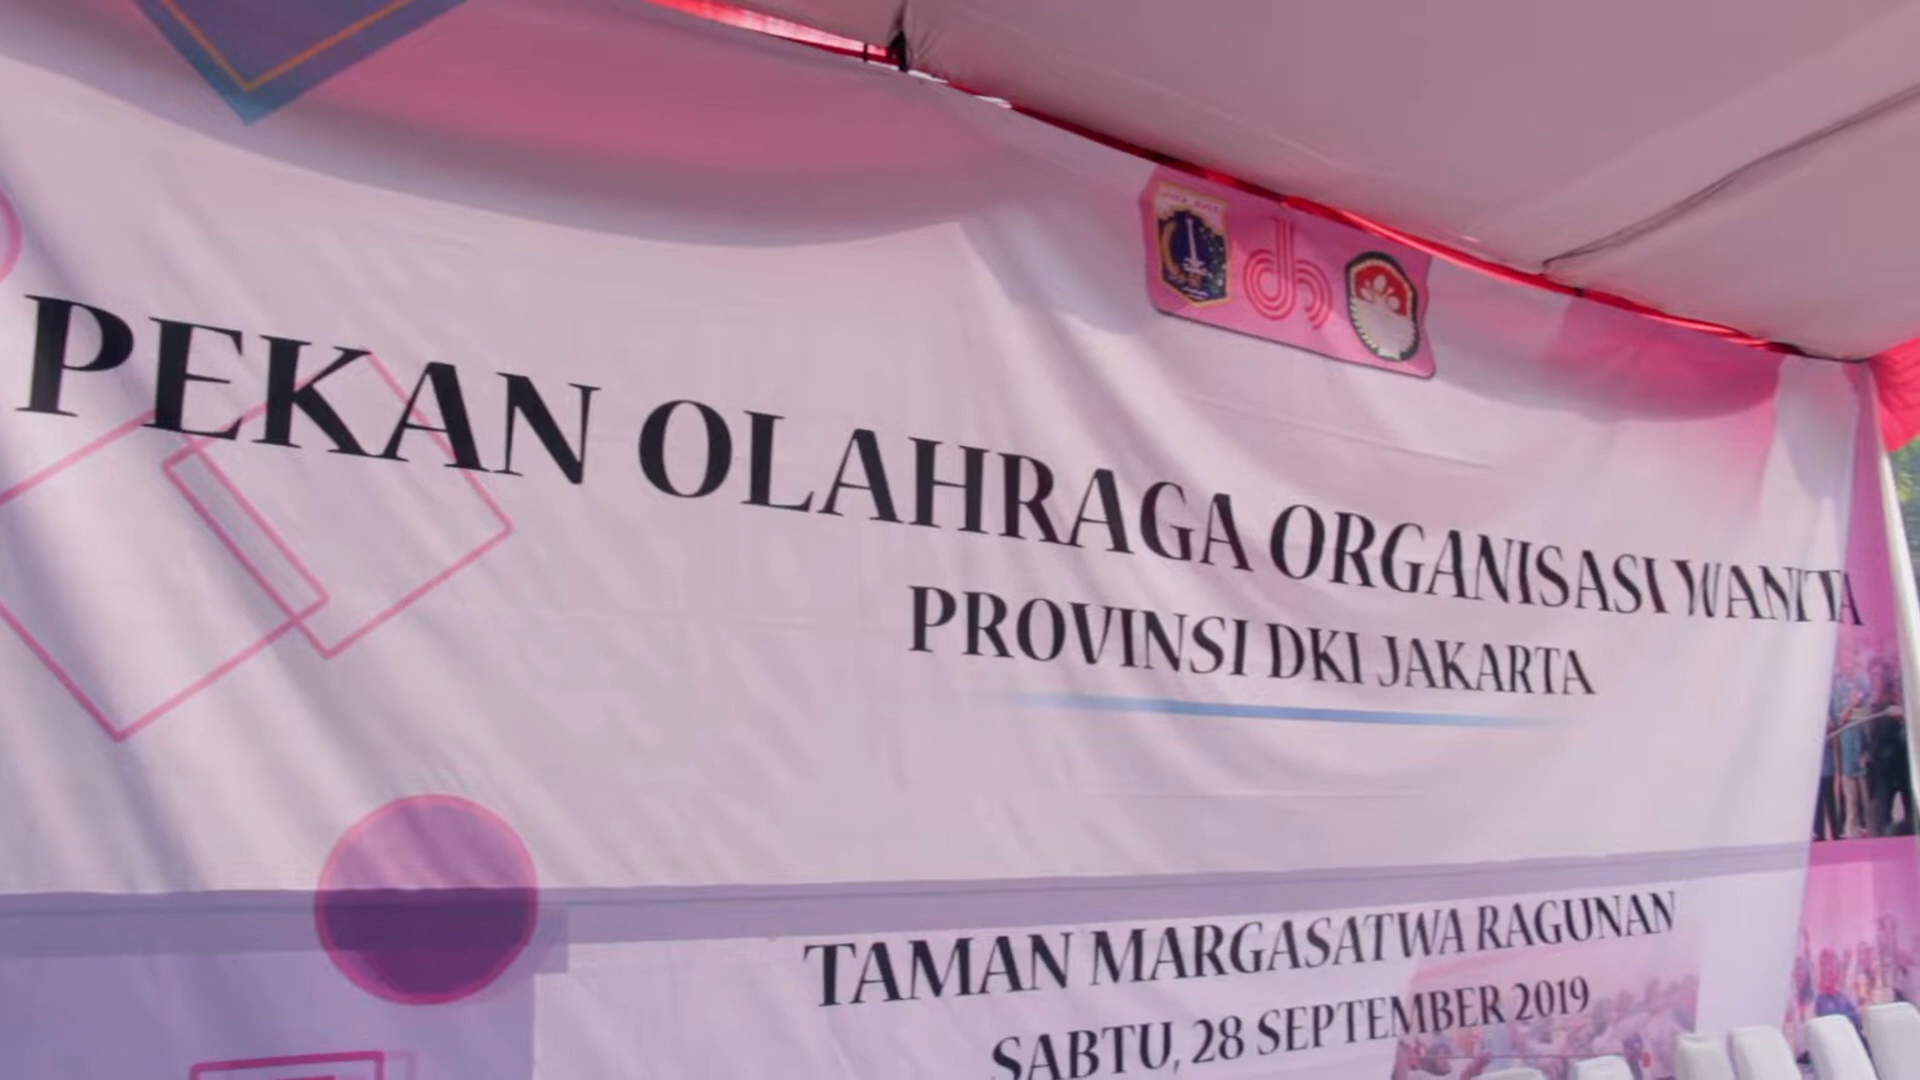 PEKAN OLAHRAGA ORGANISASI WANITA
PROVINSI DKI JAKARTA
TAMAN MARGASATWA RAGUNAN
SABTU, 28 SEPTEMBER 2019